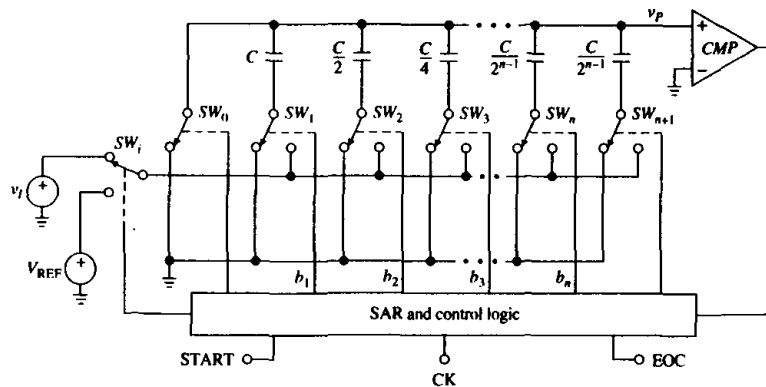 v_P
+
CMP
−
C
C/2
C/4
C/2^{n−1}
C/2^{n−1}
• • •
SW_0
SW_1
SW_2
SW_3
SW_n
SW_{n+1}
SW_i
v_I
+
• • •
V_REF
+
b_1
b_2
• • •
b_3
b_n
SAR and control logic
START
CK
EOC